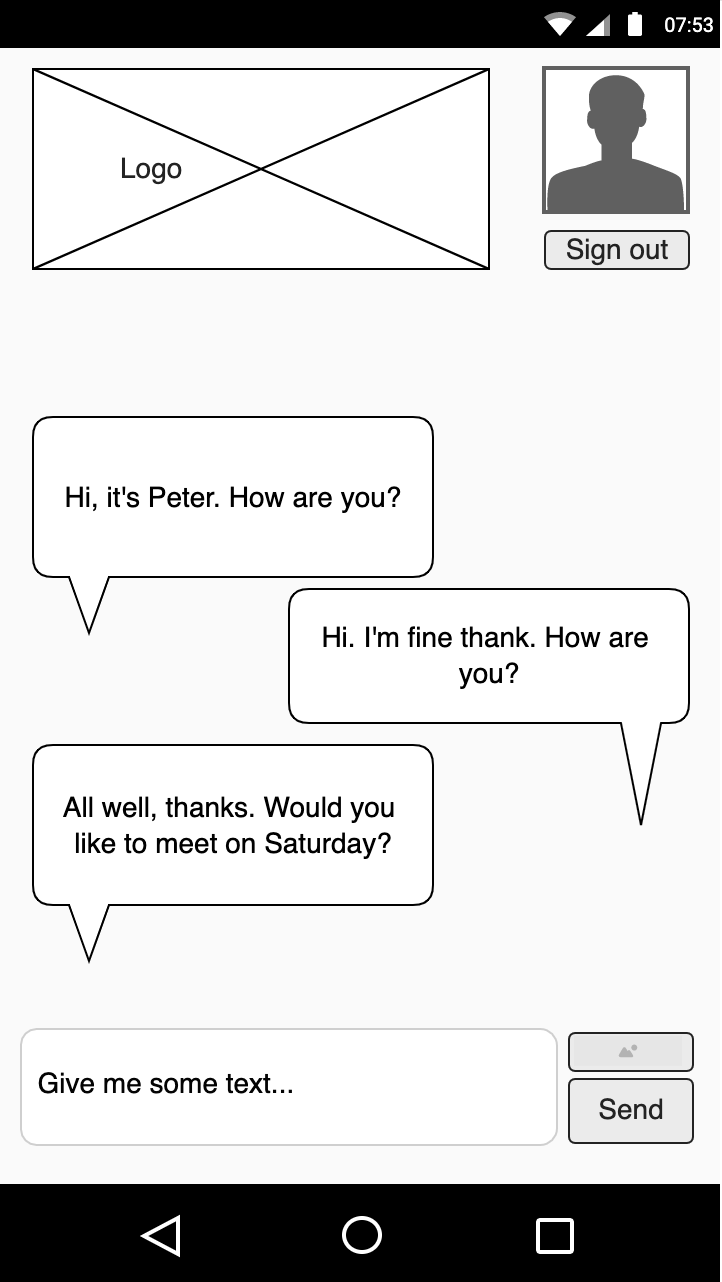 07:53
Logo
Sign out
Hi, it's Peter. How are you?
Hi. I'm fine thank. How are
you?
All well, thanks. Would you
like to meet on Saturday?
Give me some text...
Send